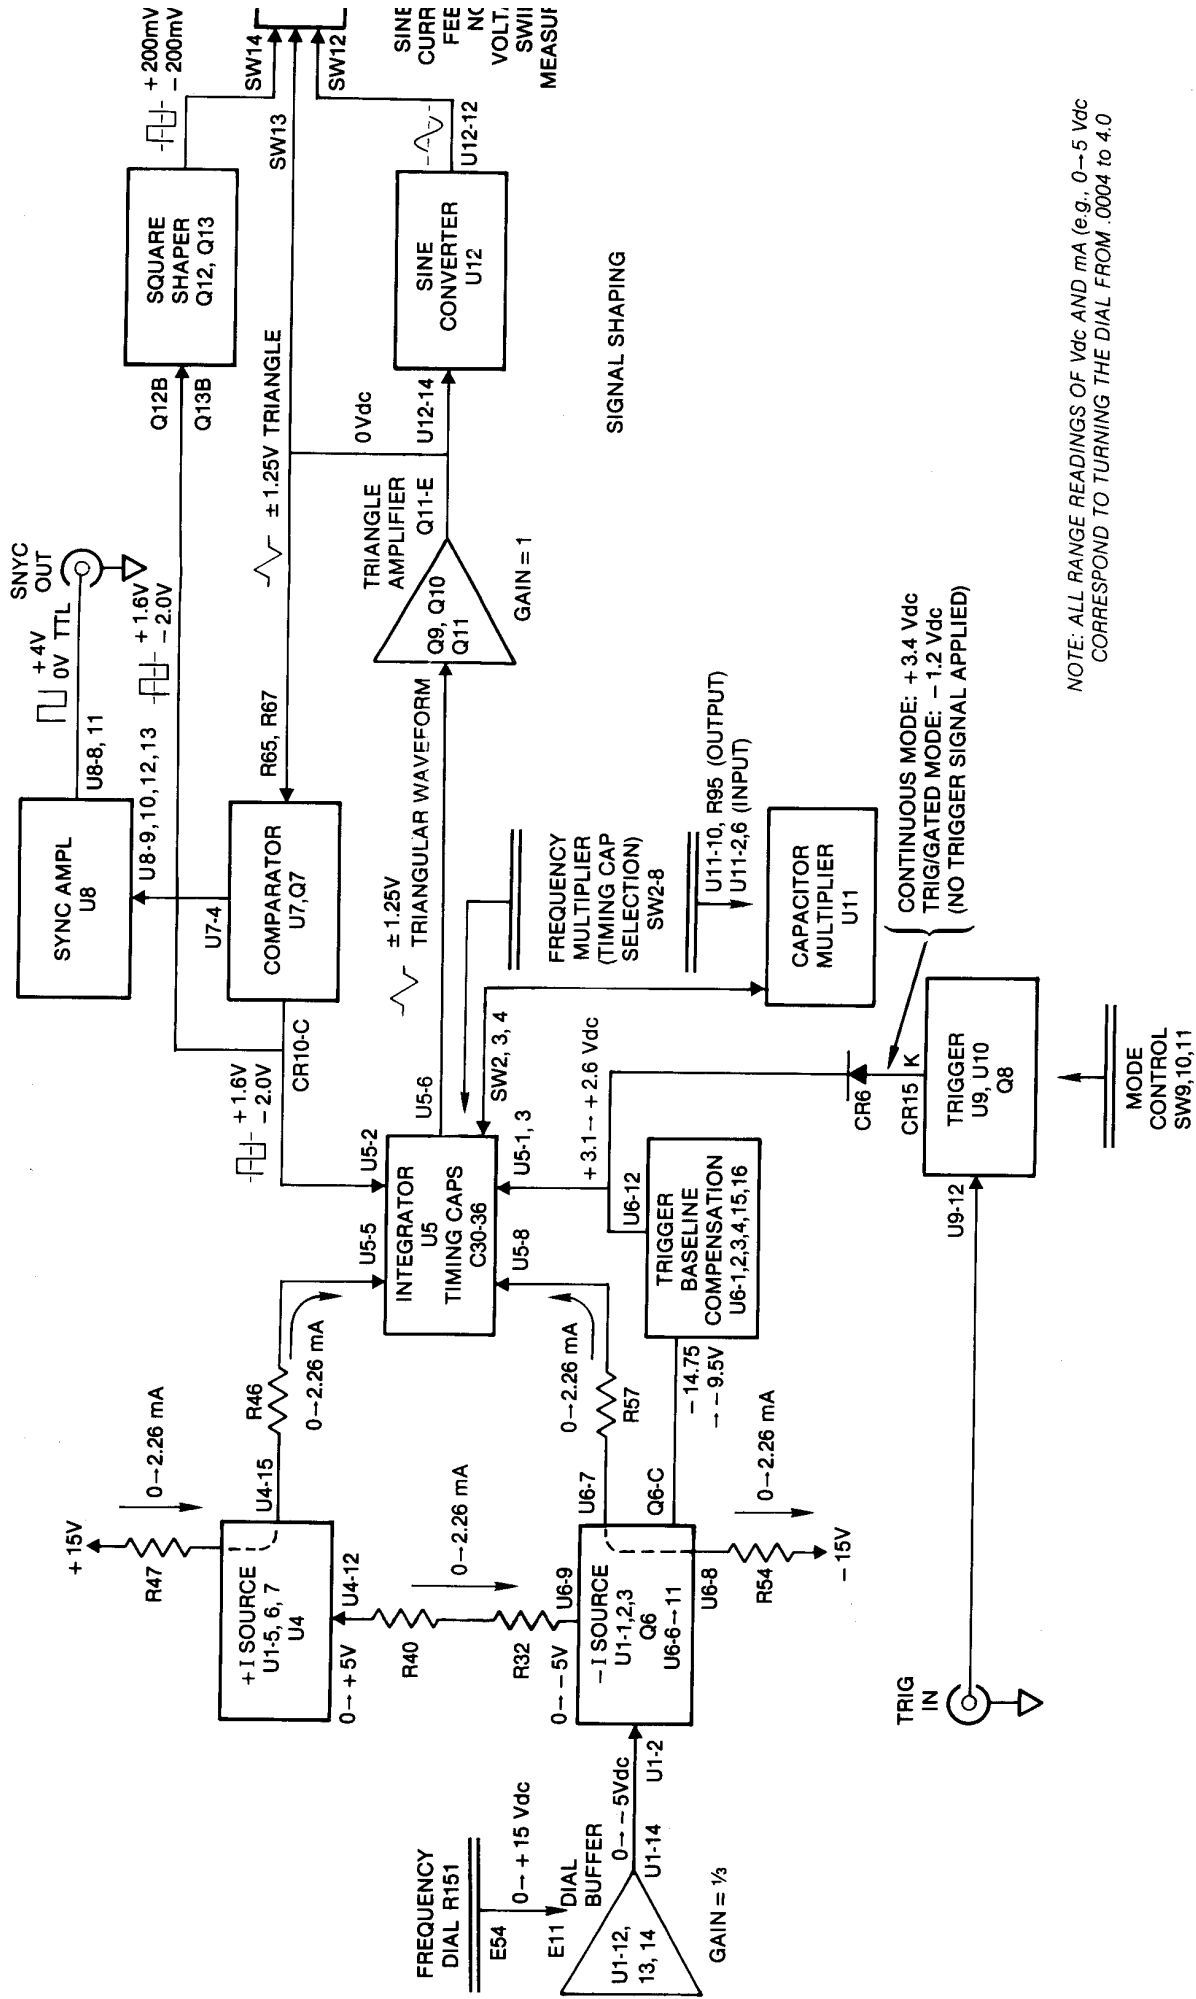 FREQUENCY
DIAL R151
E54
0→+15 Vdc
E11
DIAL
BUFFER
U1-12,
13, 14
GAIN = ⅓
0→-5Vdc
U1-14
U1-2
+15V
R47
0→2.26 mA
+I SOURCE
U1-5, 6, 7
U4
U4-15
U4-12
0→+5V
R40
0→2.26 mA
R32
0→-5V
U6-9
-I SOURCE
U1-1,2,3
Q6
U6-6→11
U6-7
Q6-C
U6-8
R54
0→2.26 mA
-15V
R46
0→2.26 mA
0→2.26 mA
R57
-14.75
→-9.5V
TRIGGER
BASELINE
COMPENSATION
U6-1,2,3,4,15,16
U6-12
+3.1→+2.6 Vdc
INTEGRATOR
U5
TIMING CAPS
C30-36
U5-5
U5-2
U5-8
U5-1, 3
U5-6
SW2, 3, 4
+1.6V
-2.0V
CR10-C
±1.25V
TRIANGULAR WAVEFORM
COMPARATOR
U7,Q7
U7-4
R65, R67
SYNC AMPL
U8
U8-9, 10, 12,13
U8-8, 11
+4V
0V TTL
SNYC
OUT
+1.6V
-2.0V
Q12B
Q13B
SQUARE
SHAPER
Q12, Q13
+200mV
-200mV
SW14
SW13
SW12
±1.25V TRIANGLE
TRIANGLE
AMPLIFIER
Q9, Q10
Q11
Q11-E
GAIN = 1
0Vdc
U12-14
SINE
CONVERTER
U12
U12-12
SINE
CURR
FEE
NO
VOLT
SWI
MEASUR
SIGNAL SHAPING
FREQUENCY
MULTIPLIER
(TIMING CAP
SELECTION)
SW2-8
U11-10, R95 (OUTPUT)
U11-2,6 (INPUT)
CAPACITOR
MULTIPLIER
U11
CONTINUOUS MODE: +3.4 Vdc
TRIG/GATED MODE: -1.2 Vdc
(NO TRIGGER SIGNAL APPLIED)
CR6
CR15
K
TRIGGER
U9, U10
Q8
U9-12
MODE
CONTROL
SW9,10,11
TRIG
IN
NOTE: ALL RANGE READINGS OF Vdc AND mA (e.g., 0→5 Vdc
CORRESPOND TO TURNING THE DIAL FROM .0004 to 4.0